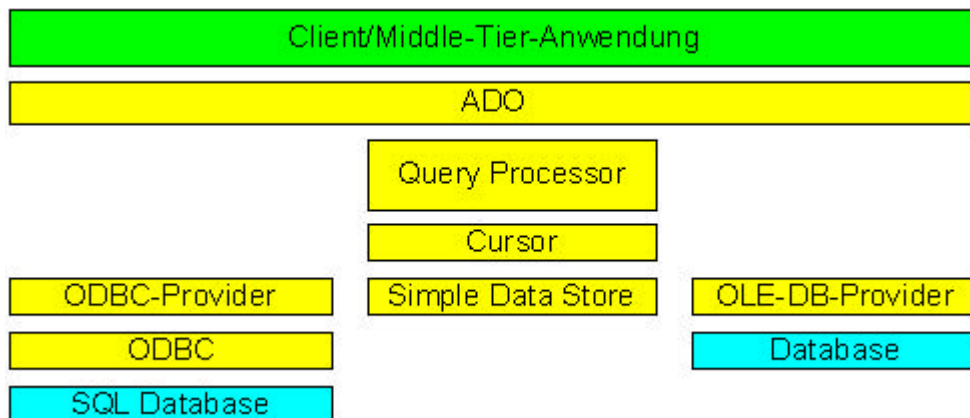 Client/Middle-Tier-Anwendung
ADO
Query Processor
Cursor
ODBC-Provider
Simple Data Store
OLE-DB-Provider
ODBC
Database
SQL Database